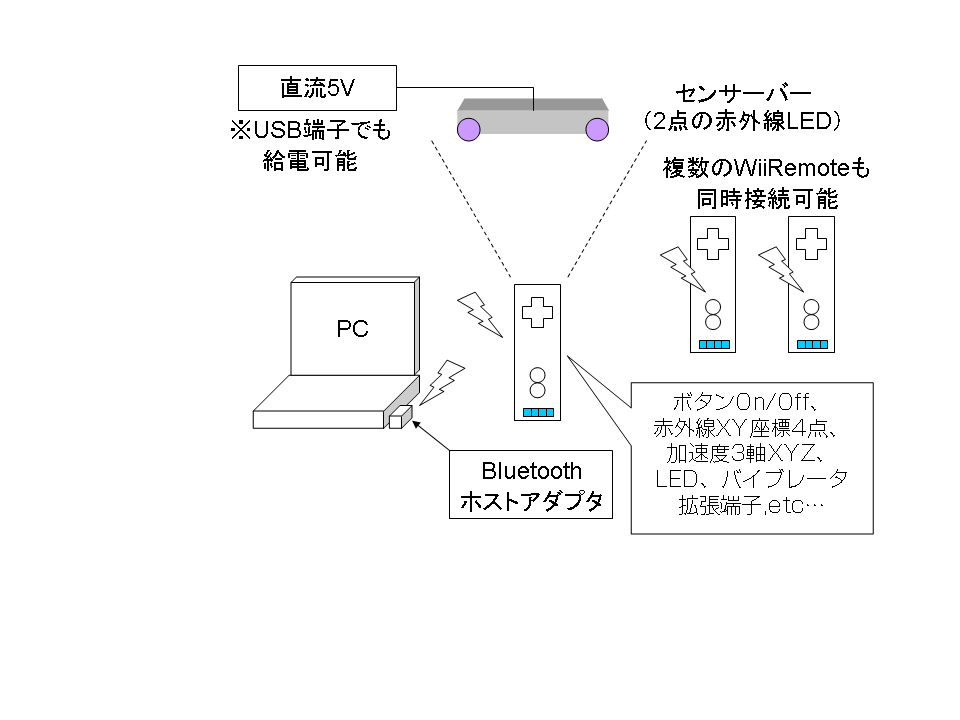 直流5V
※USB端子でも
給電可能
センサーバー
（2点の赤外線LED）
複数のWiiRemoteも
同時接続可能
PC
Bluetooth
ホストアダプタ
ボタンOn/Off、
赤外線XY座標4点、
加速度3軸XYZ、
LED、バイブレータ
拡張端子,etc…